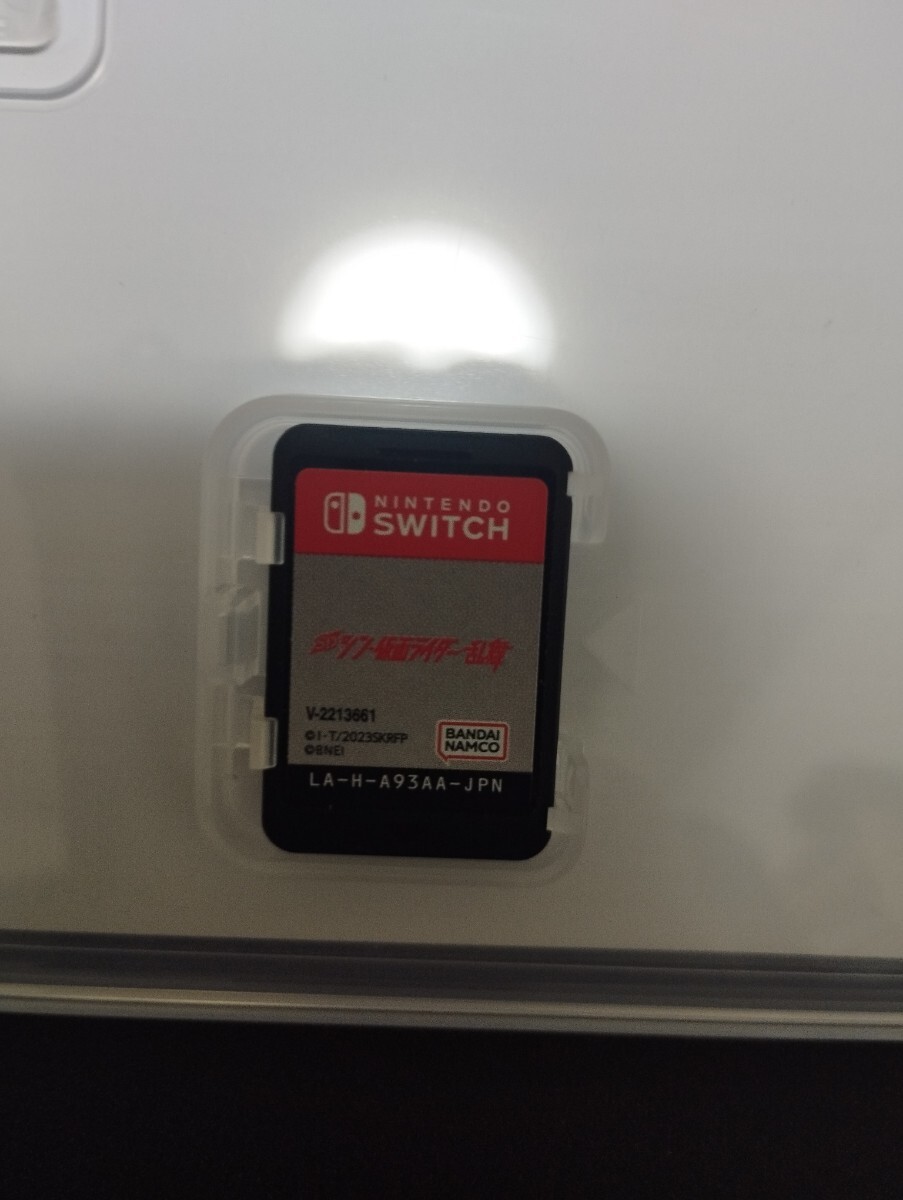 NINTENDO
SWITCH
SD シン・仮面ライダー 乱舞
V-2213661
©I・T/2023SKRFP
©BNEI
BANDAI
NAMCO
LA-H-A93AA-JPN